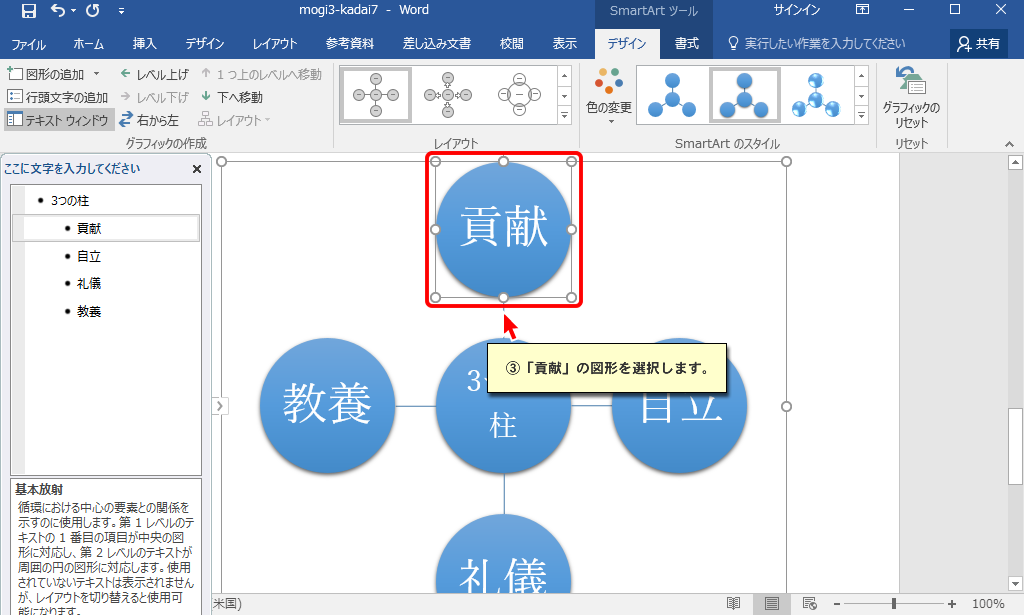 mogi3-kadai7 - Word
SmartArt ツール
サインイン
ファイル ホーム 挿入 デザイン レイアウト 参考資料 差し込み文書 校閲 表示 デザイン 書式 実行したい作業を入力してください 共有
図形の追加 レベル上げ 1 つ上のレベルへ移動
行頭文字の追加 レベル下げ 下へ移動
テキスト ウィンドウ 右から左 レイアウト
グラフィックの作成
レイアウト
色の変更
SmartArt のスタイル
グラフィックの
リセット
リセット
ここに文字を入力してください
3つの柱
貢献
自立
礼儀
教養
基本放射
循環における中心の要素との関係を
示すのに使用します。第 1 レベルのテ
キストの 1 番目の項目が中央の図
形に対応し、第 2 レベルのテキストが
周囲の円の図形に対応します。使用
されていないテキストは表示されません
が、レイアウトを切り替えると使用可
能になります。
貢献
③「貢献」の図形を選択します。
教養
3つ
柱
自立
礼儀
米国)
100%